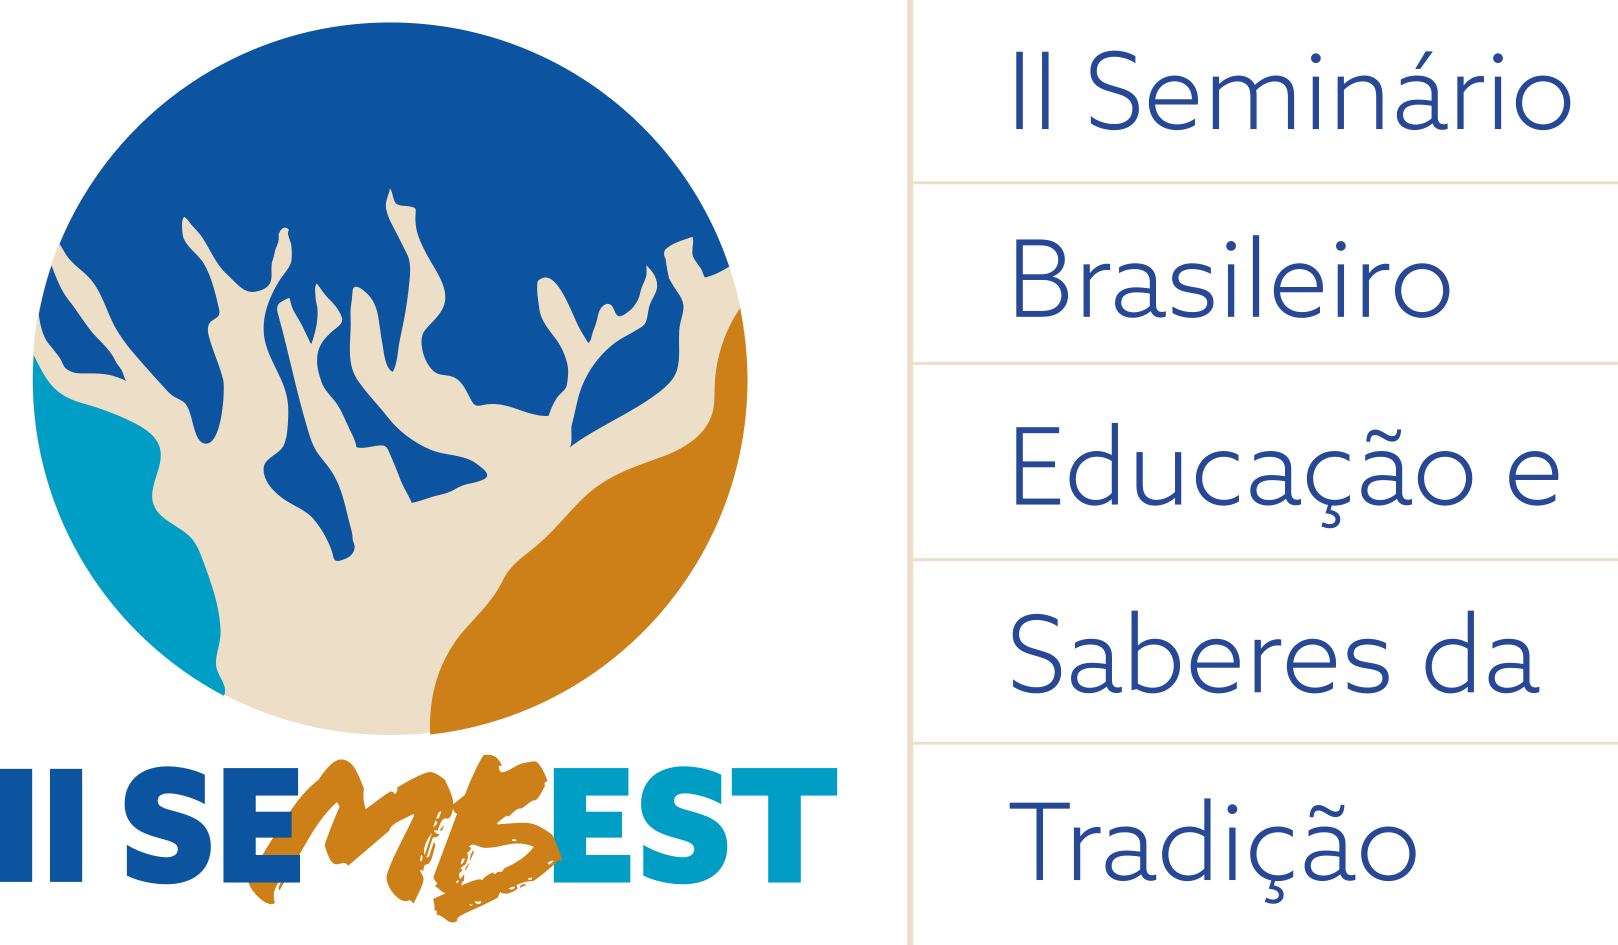 II SEMBEST
II Seminário
Brasileiro
Educação e
Saberes da
Tradição